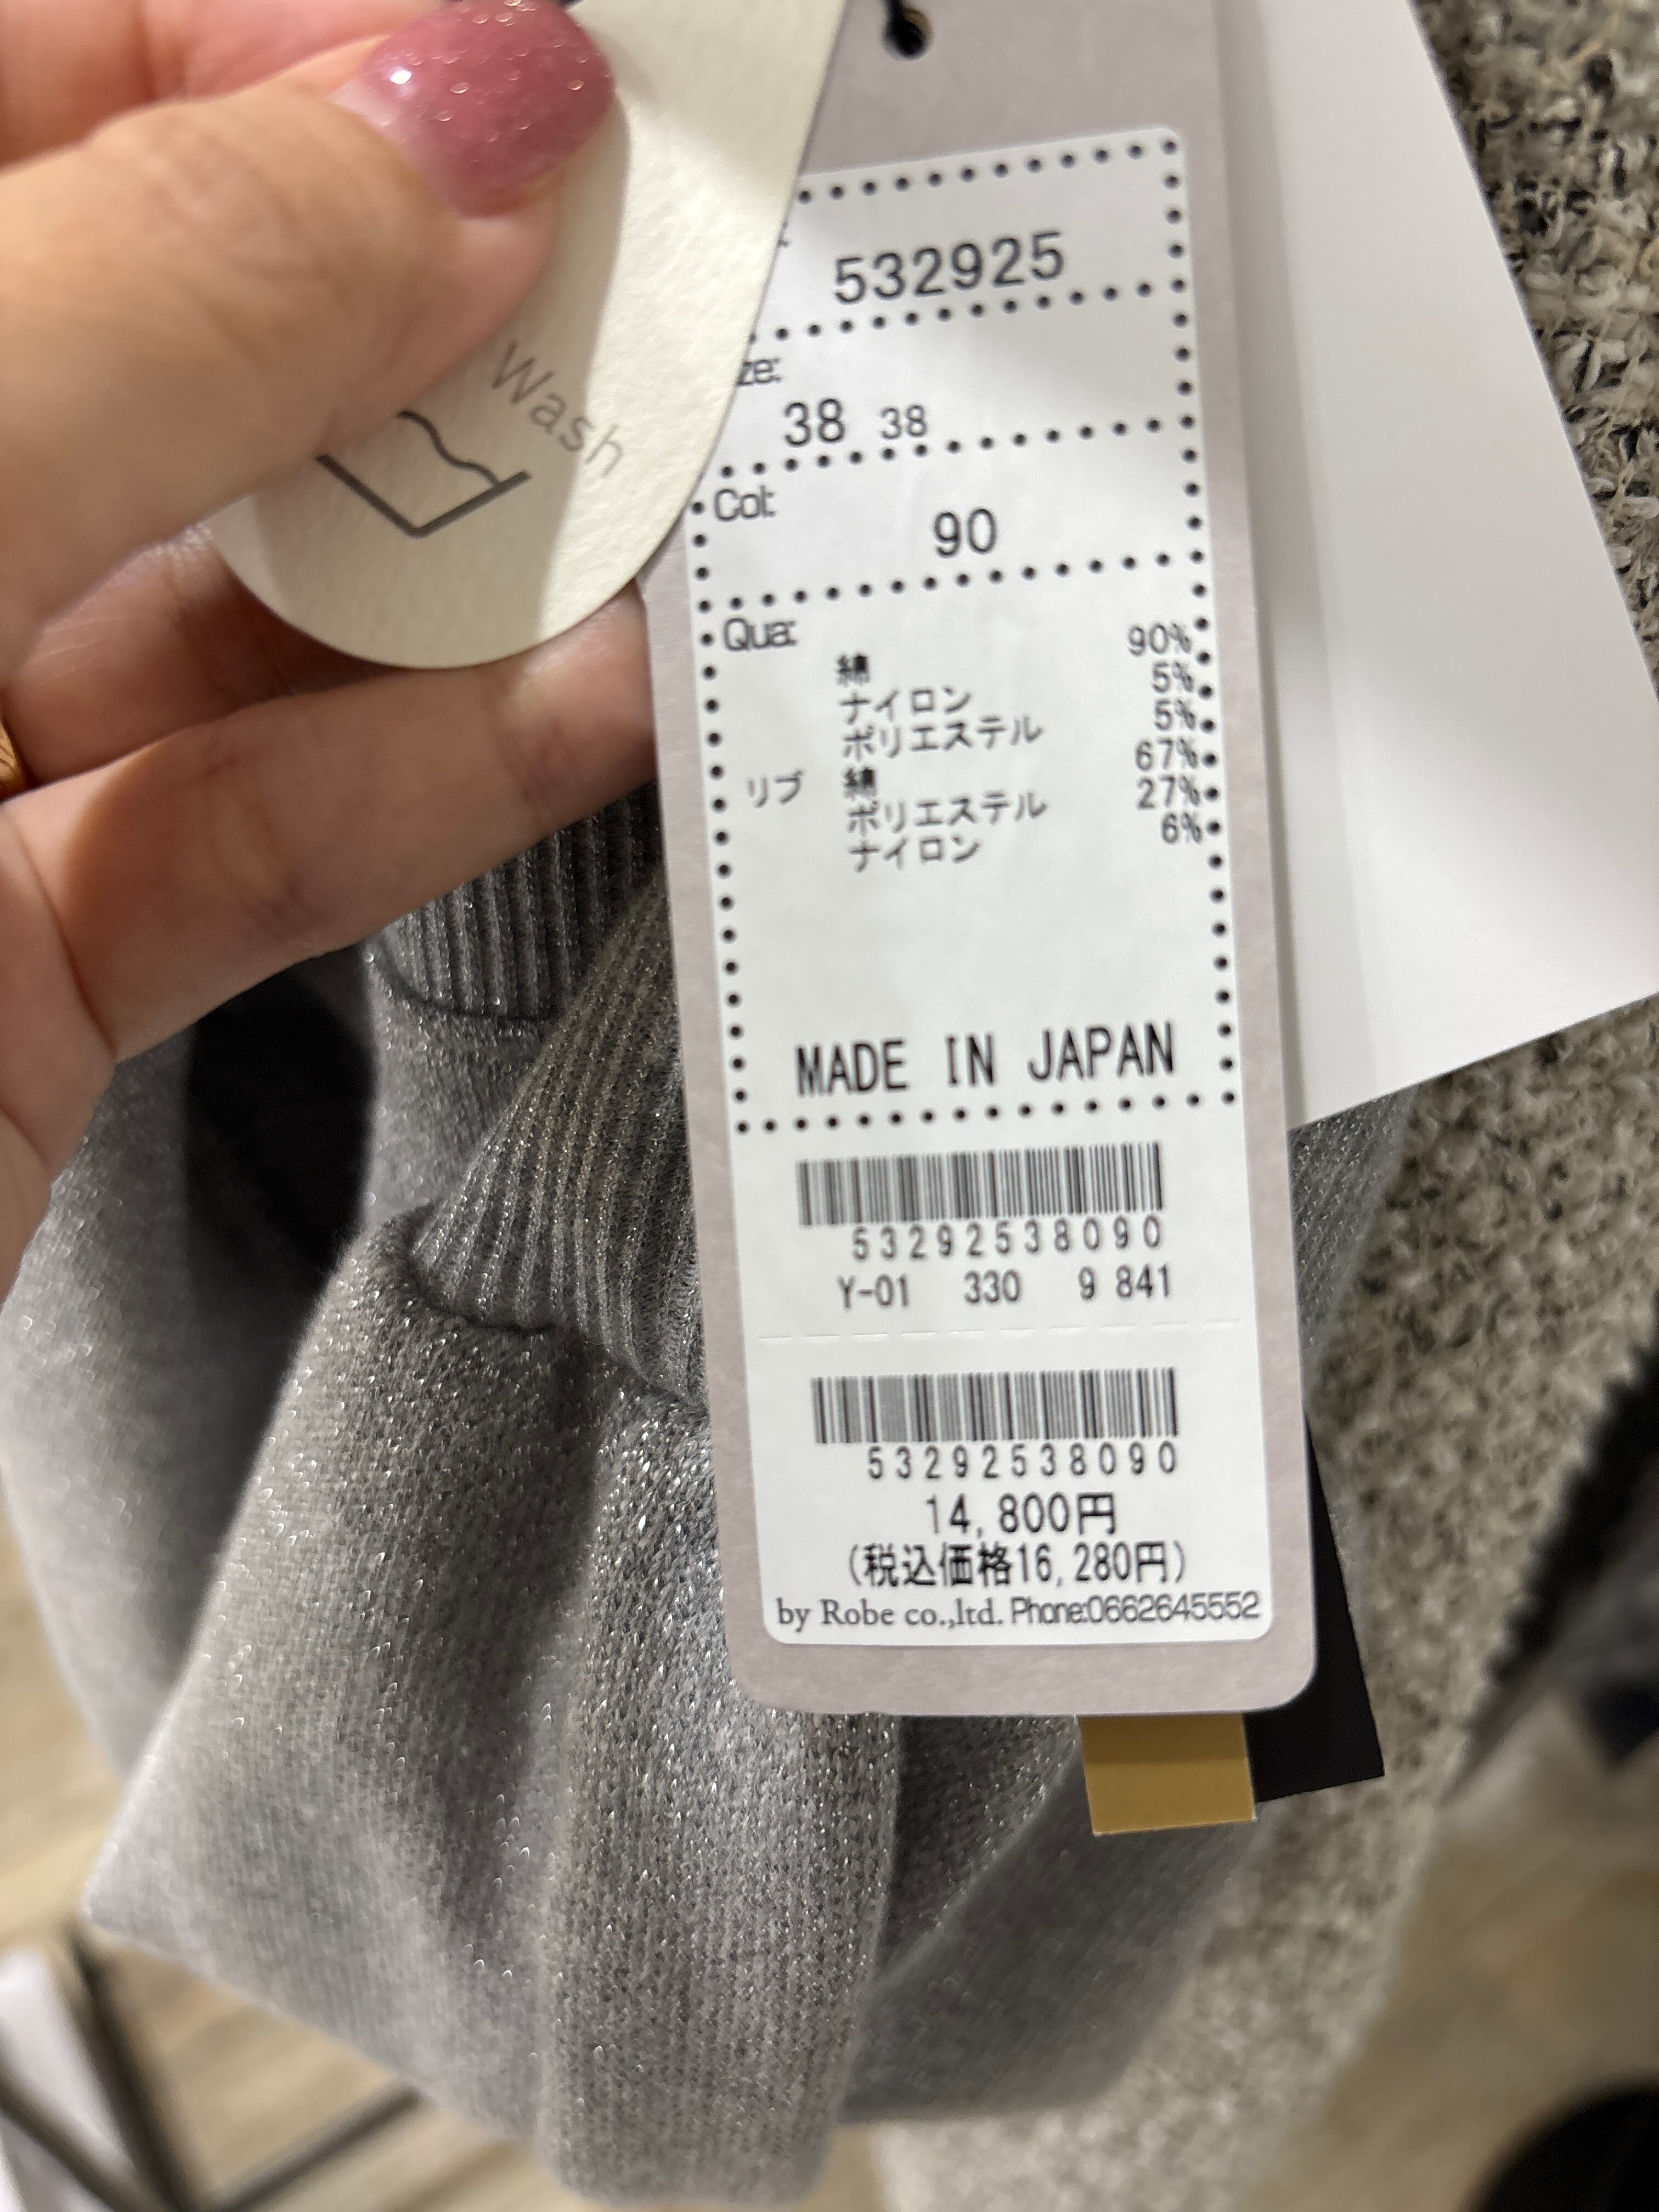 Wash
532925
ze:
38 38
Col:
90
Qua:
綿 90%
ナイロン 5%
ポリエステル 5%
リブ 綿 67%
ポリエステル 27%
ナイロン 6%
MADE IN JAPAN
53292538090
Y-01 330 9 841
53292538090
14,800円
(税込価格16,280円)
by Robe co.,ltd. Phone:0662645552